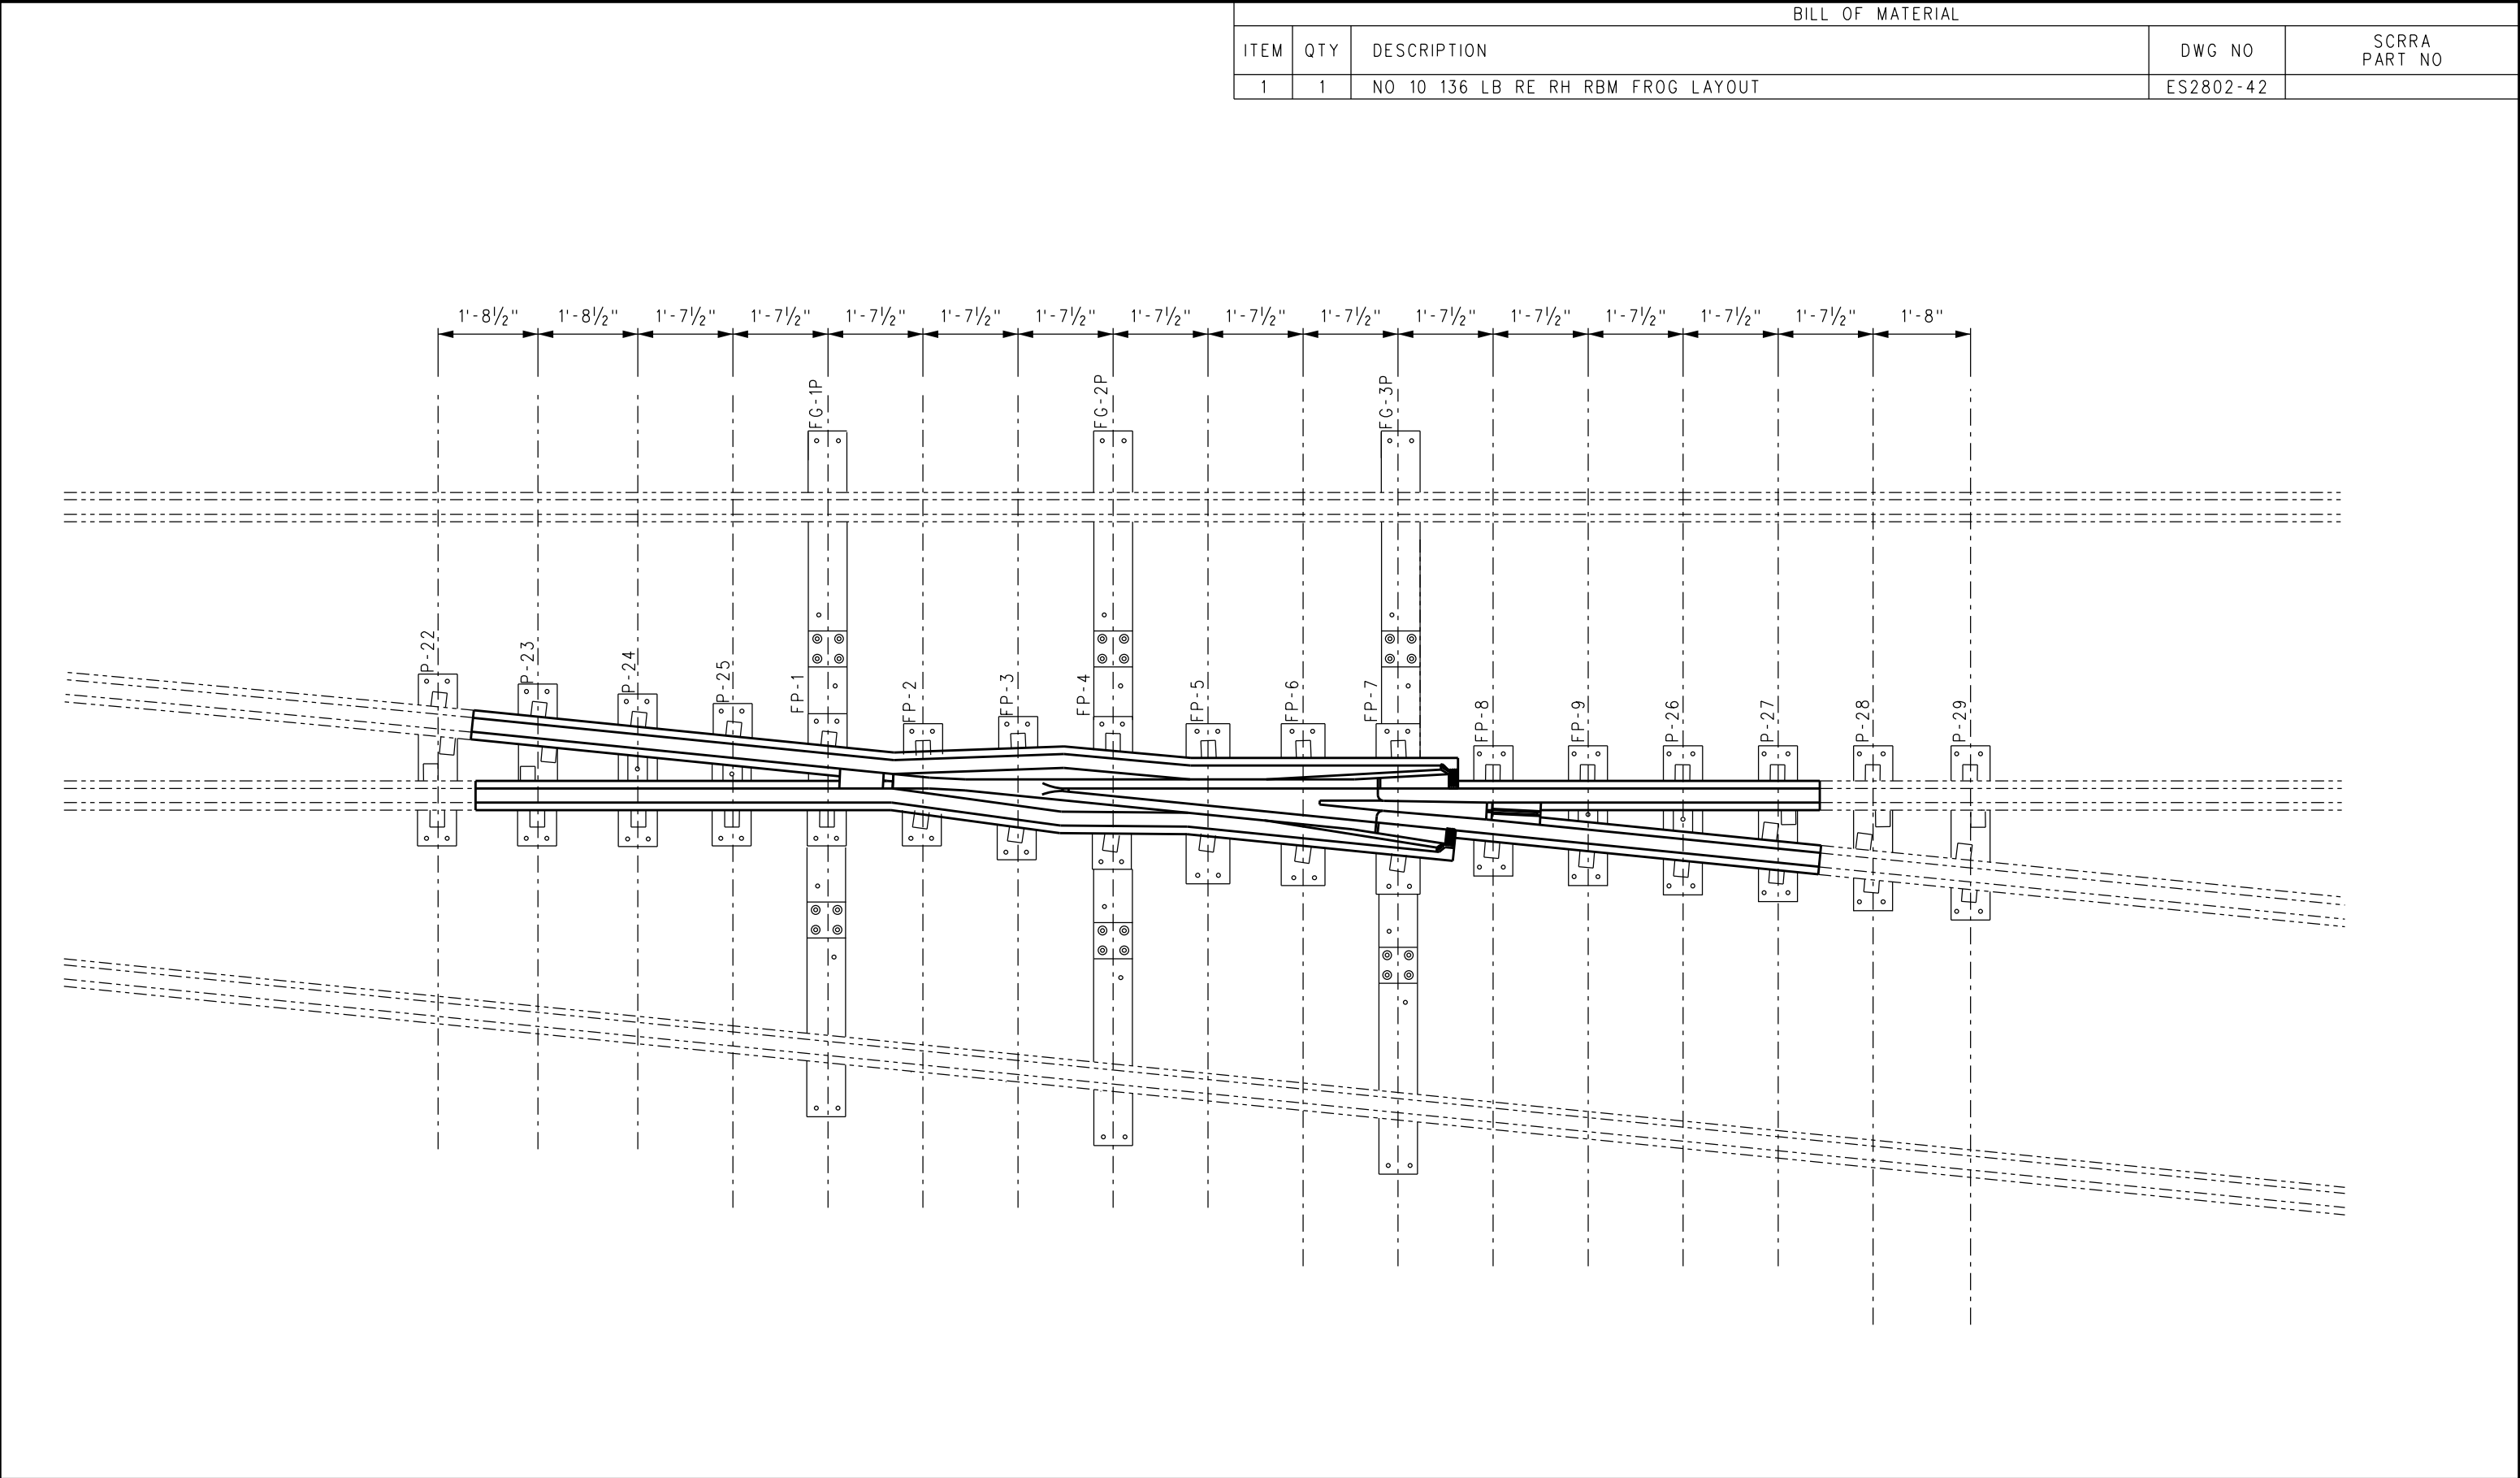 BILL OF MATERIAL
ITEM QTY DESCRIPTION DWG NO SCRRA PART NO
1 1 NO 10 136 LB RE RH RBM FROG LAYOUT ES2802-42
1'-8½" 1'-8½" 1'-7½" 1'-7½" 1'-7½" 1'-7½" 1'-7½" 1'-7½" 1'-7½" 1'-7½" 1'-7½" 1'-7½" 1'-7½" 1'-7½" 1'-7½" 1'-8"
FG-1P FG-2P FG-3P
P-22 P-23 P-24 P-25 FP-1 FP-2 FP-3 FP-4 FP-5 FP-6 FP-7 FP-8 FP-9 P-26 P-27 P-28 P-29